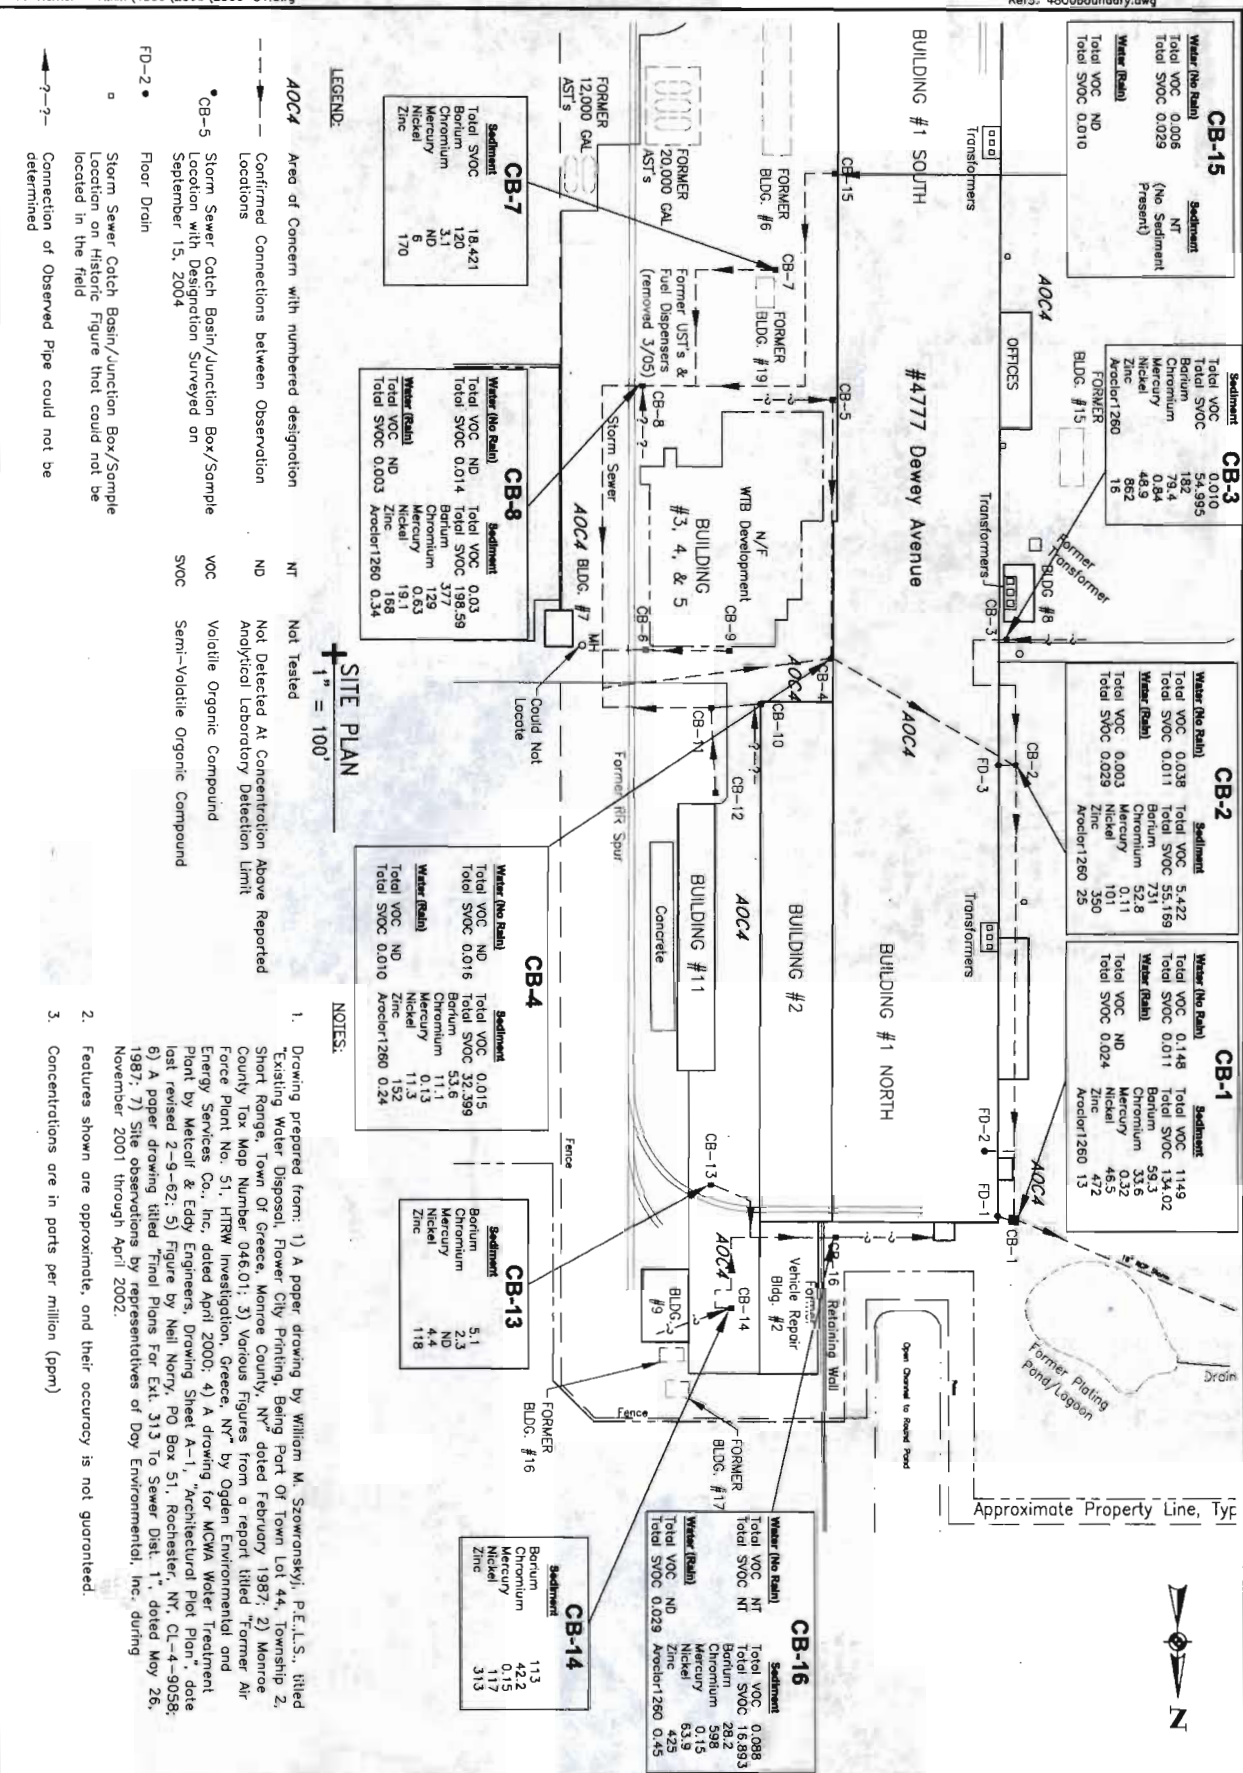 Refs: 4800Boundary.dwg
CB-15
Water (No Rain) Sediment
Total VOC 0.006 NT
Total SVOC 0.029 (No Sediment Present)
Water (Rain)
Total VOC ND
Total SVOC 0.010
CB-3
Sediment
Total VOC 0.010
Total SVOC 54.995
Barium 182
Chromium 79.4
Mercury 0.84
Nickel 48.9
Zinc 862
Aroclor1260 16
CB-2
Water (No Rain) Sediment
Total VOC 0.038 Total VOC 5.422
Total SVOC 0.011 Total SVOC 55.169
Barium 731
Water (Rain) Chromium 52.8
Mercury 0.11
Total VOC 0.003 Nickel 101
Total SVOC 0.029 Zinc 350
Aroclor1260 25
CB-1
Water (No Rain) Sediment
Total VOC 0.148 Total VOC 1149
Total SVOC 0.011 Total SVOC 134.02
Barium 59.3
Water (Rain) Chromium 33.6
Mercury 0.32
Total VOC ND Nickel 46.5
Total SVOC 0.024 Zinc 472
Aroclor1260 13
AOC4
FORMER
BLDG. #15
OFFICES
Transformers
Former
Transformer
BLDG #8
Transformers
CB-3
CB-2
FD-3
Transformers
FD-2
AOC4
FD-1
CB-1
18" RCP Storm
Former Plating
Pond/Lagoon
Drain
Approximate Property Line, Typ
N
BUILDING #1 SOUTH
#4777 Dewey Avenue
AOC4
BUILDING #1 NORTH
Open Channel to Round Pond
CB-15
CB-5
CB-4
AOC4
CB-10
BUILDING #2
CB-16
Retaining Wall
Former
Vehicle Repair
Bldg. #2
FORMER
BLDG. #6
CB-7
FORMER
BLDG. #19
N/F
WTB Development
BUILDING
#3, 4, & 5
CB-9
CB-11
CB-12
AOC4
CB-13
AOC4
CB-14
BLDG.
#9
FORMER
BLDG. #17
FORMER
BLDG. #16
Fence
Fence
FORMER
20,000 GAL
AST's
Former UST's &
Fuel Dispensers
(removed 3/05)
CB-8
CB-6
MH
Storm Sewer
AOC4
BLDG. #7
Could Not
Locate
Former RR Spur
BUILDING #11
Concrete
FORMER
12,000 GAL
AST's
CB-7
Sediment
Total SVOC 18.421
Barium 120
Chromium 3.1
Mercury ND
Nickel 6
Zinc 170
CB-8
Water (No Rain) Sediment
Total VOC ND Total VOC 0.03
Total SVOC 0.014 Total SVOC 198.59
Barium 377
Water (Rain) Chromium 129
Mercury 0.63
Total VOC ND Nickel 19.1
Total SVOC 0.003 Zinc 168
Aroclor1260 0.34
CB-4
Water (No Rain) Sediment
Total VOC ND Total VOC 0.015
Total SVOC 0.016 Total SVOC 32.399
Barium 53.6
Water (Rain) Chromium 11.1
Mercury 0.13
Total VOC ND Nickel 11.3
Total SVOC 0.010 Zinc 152
Aroclor1260 0.24
CB-13
Sediment
Barium 5.1
Chromium 2.3
Mercury ND
Nickel 4.4
Zinc 118
CB-14
Sediment
Barium 113
Chromium 42.2
Mercury 0.15
Nickel 117
Zinc 313
CB-16
Water (No Rain) Sediment
Total VOC NT Total VOC 0.088
Total SVOC NT Total SVOC 16.893
Barium 28.2
Water (Rain) Chromium 598
Mercury 0.15
Total VOC ND Nickel 63.9
Total SVOC 0.029 Zinc 425
Aroclor1260 0.45
SITE PLAN
1" = 100'
LEGEND:
AOC4 Area of Concern with numbered designation
Confirmed Connections between Observation
Locations
CB-5 Storm Sewer Catch Basin/Junction Box/Sample
Location with Designation Surveyed on
September 15, 2004
FD-2 Floor Drain
Storm Sewer Catch Basin/Junction Box/Sample
Location on Historic Figure that could not be
located in the field
-?-?- Connection of Observed Pipe could not be
determined
NT Not Tested
ND Not Detected At Concentration Above Reported
Analytical Laboratory Detection Limit
VOC Volatile Organic Compound
SVOC Semi-Volatile Organic Compound
NOTES:
1. Drawing prepared from: 1) A paper drawing by William M. Szowranskyj, P.E.,L.S., titled
"Existing Water Disposal, Flower City Printing, Being Part Of Town Lot 44, Township 2,
Short Range, Town Of Greece, Monroe County, NY" dated February 1987; 2) Monroe
County Tax Map Number 046.01; 3) Various Figures from a report titled "Former Air
Force Plant No. 51, HTRW Investigation, Greece, NY" by Ogden Environmental and
Energy Services Co., Inc, dated April 2000; 4) A drawing for MCWA Water Treatment
Plant by Metcalf & Eddy Engineers, Drawing Sheet A-1, "Architectural Plot Plan", date
last revised 2-9-62; 5) Figure by Neil Norry, PO Box 51, Rochester, NY, CL-4-9058;
6) A paper drawing titled "Final Plans For Ext. 313 To Sewer Dist. 1", dated May 26,
1987; 7) Site observations by representatives of Day Environmental, Inc. during
November 2001 through April 2002.
2. Features shown are approximate, and their accuracy is not guaranteed.
3. Concentrations are in parts per million (ppm)